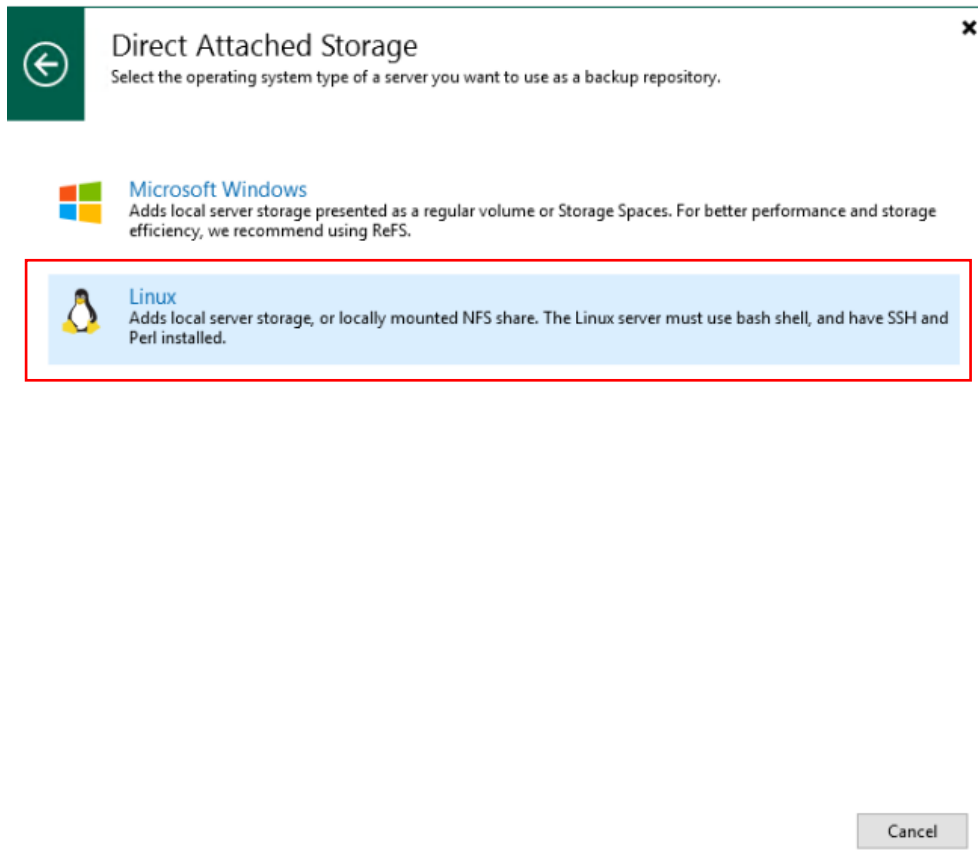 Direct Attached Storage
Select the operating system type of a server you want to use as a backup repository.
Microsoft Windows
Adds local server storage presented as a regular volume or Storage Spaces. For better performance and storage
efficiency, we recommend using ReFS.
Linux
Adds local server storage, or locally mounted NFS share. The Linux server must use bash shell, and have SSH and
Perl installed.
Cancel